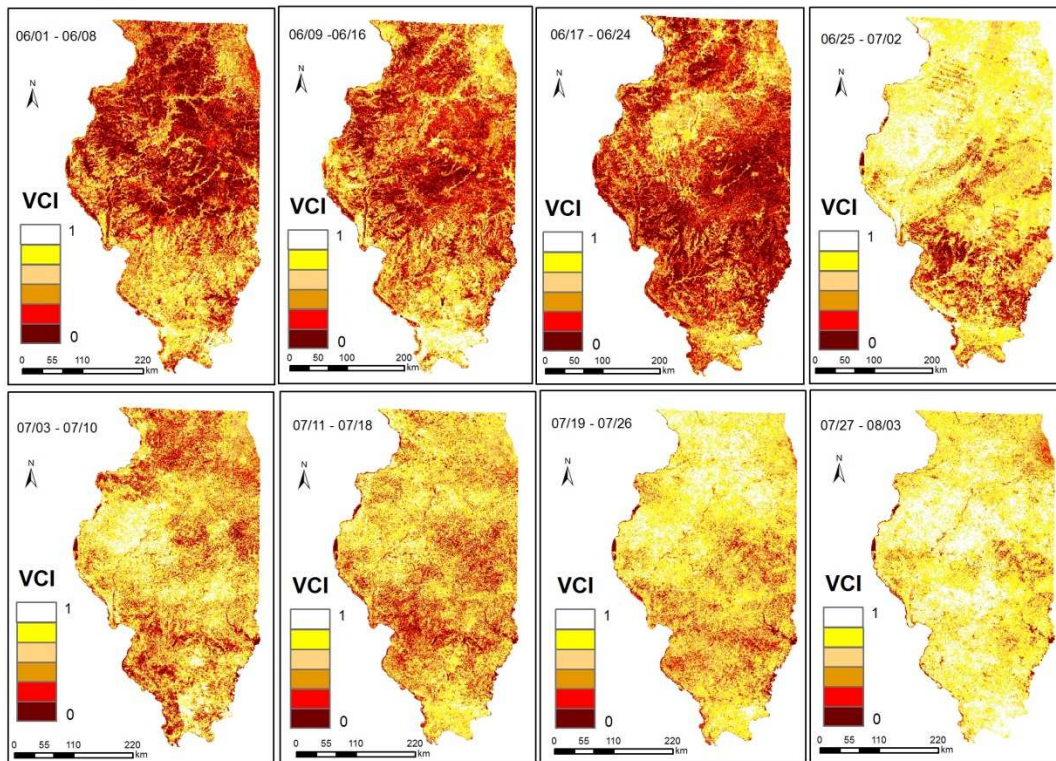 06/01 - 06/08
N
VCI
1
0
0 55 110 220
km
06/09 -06/16
N
VCI
1
0
0 50 100 200
km
06/17 - 06/24
N
VCI
1
0
0 50 100 200
km
06/25 - 07/02
N
VCI
1
0
0 55 110 220
km
07/03 - 07/10
N
VCI
1
0
0 55 110 220
km
07/11 - 07/18
N
VCI
1
0
0 55 110 220
km
07/19 - 07/26
N
VCI
1
0
0 55 110 220
km
07/27 - 08/03
N
VCI
1
0
0 55 110 220
km